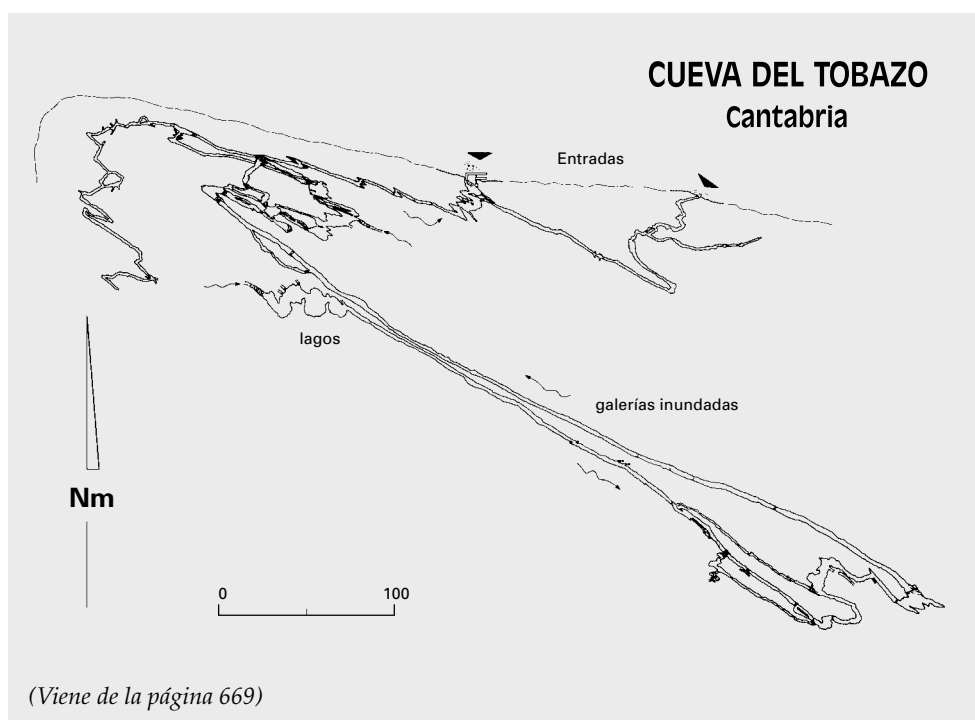 CUEVA DEL TOBAZO
Cantabria
Entradas
lagos
galerías inundadas
Nm
0 100
(Viene de la página 669)